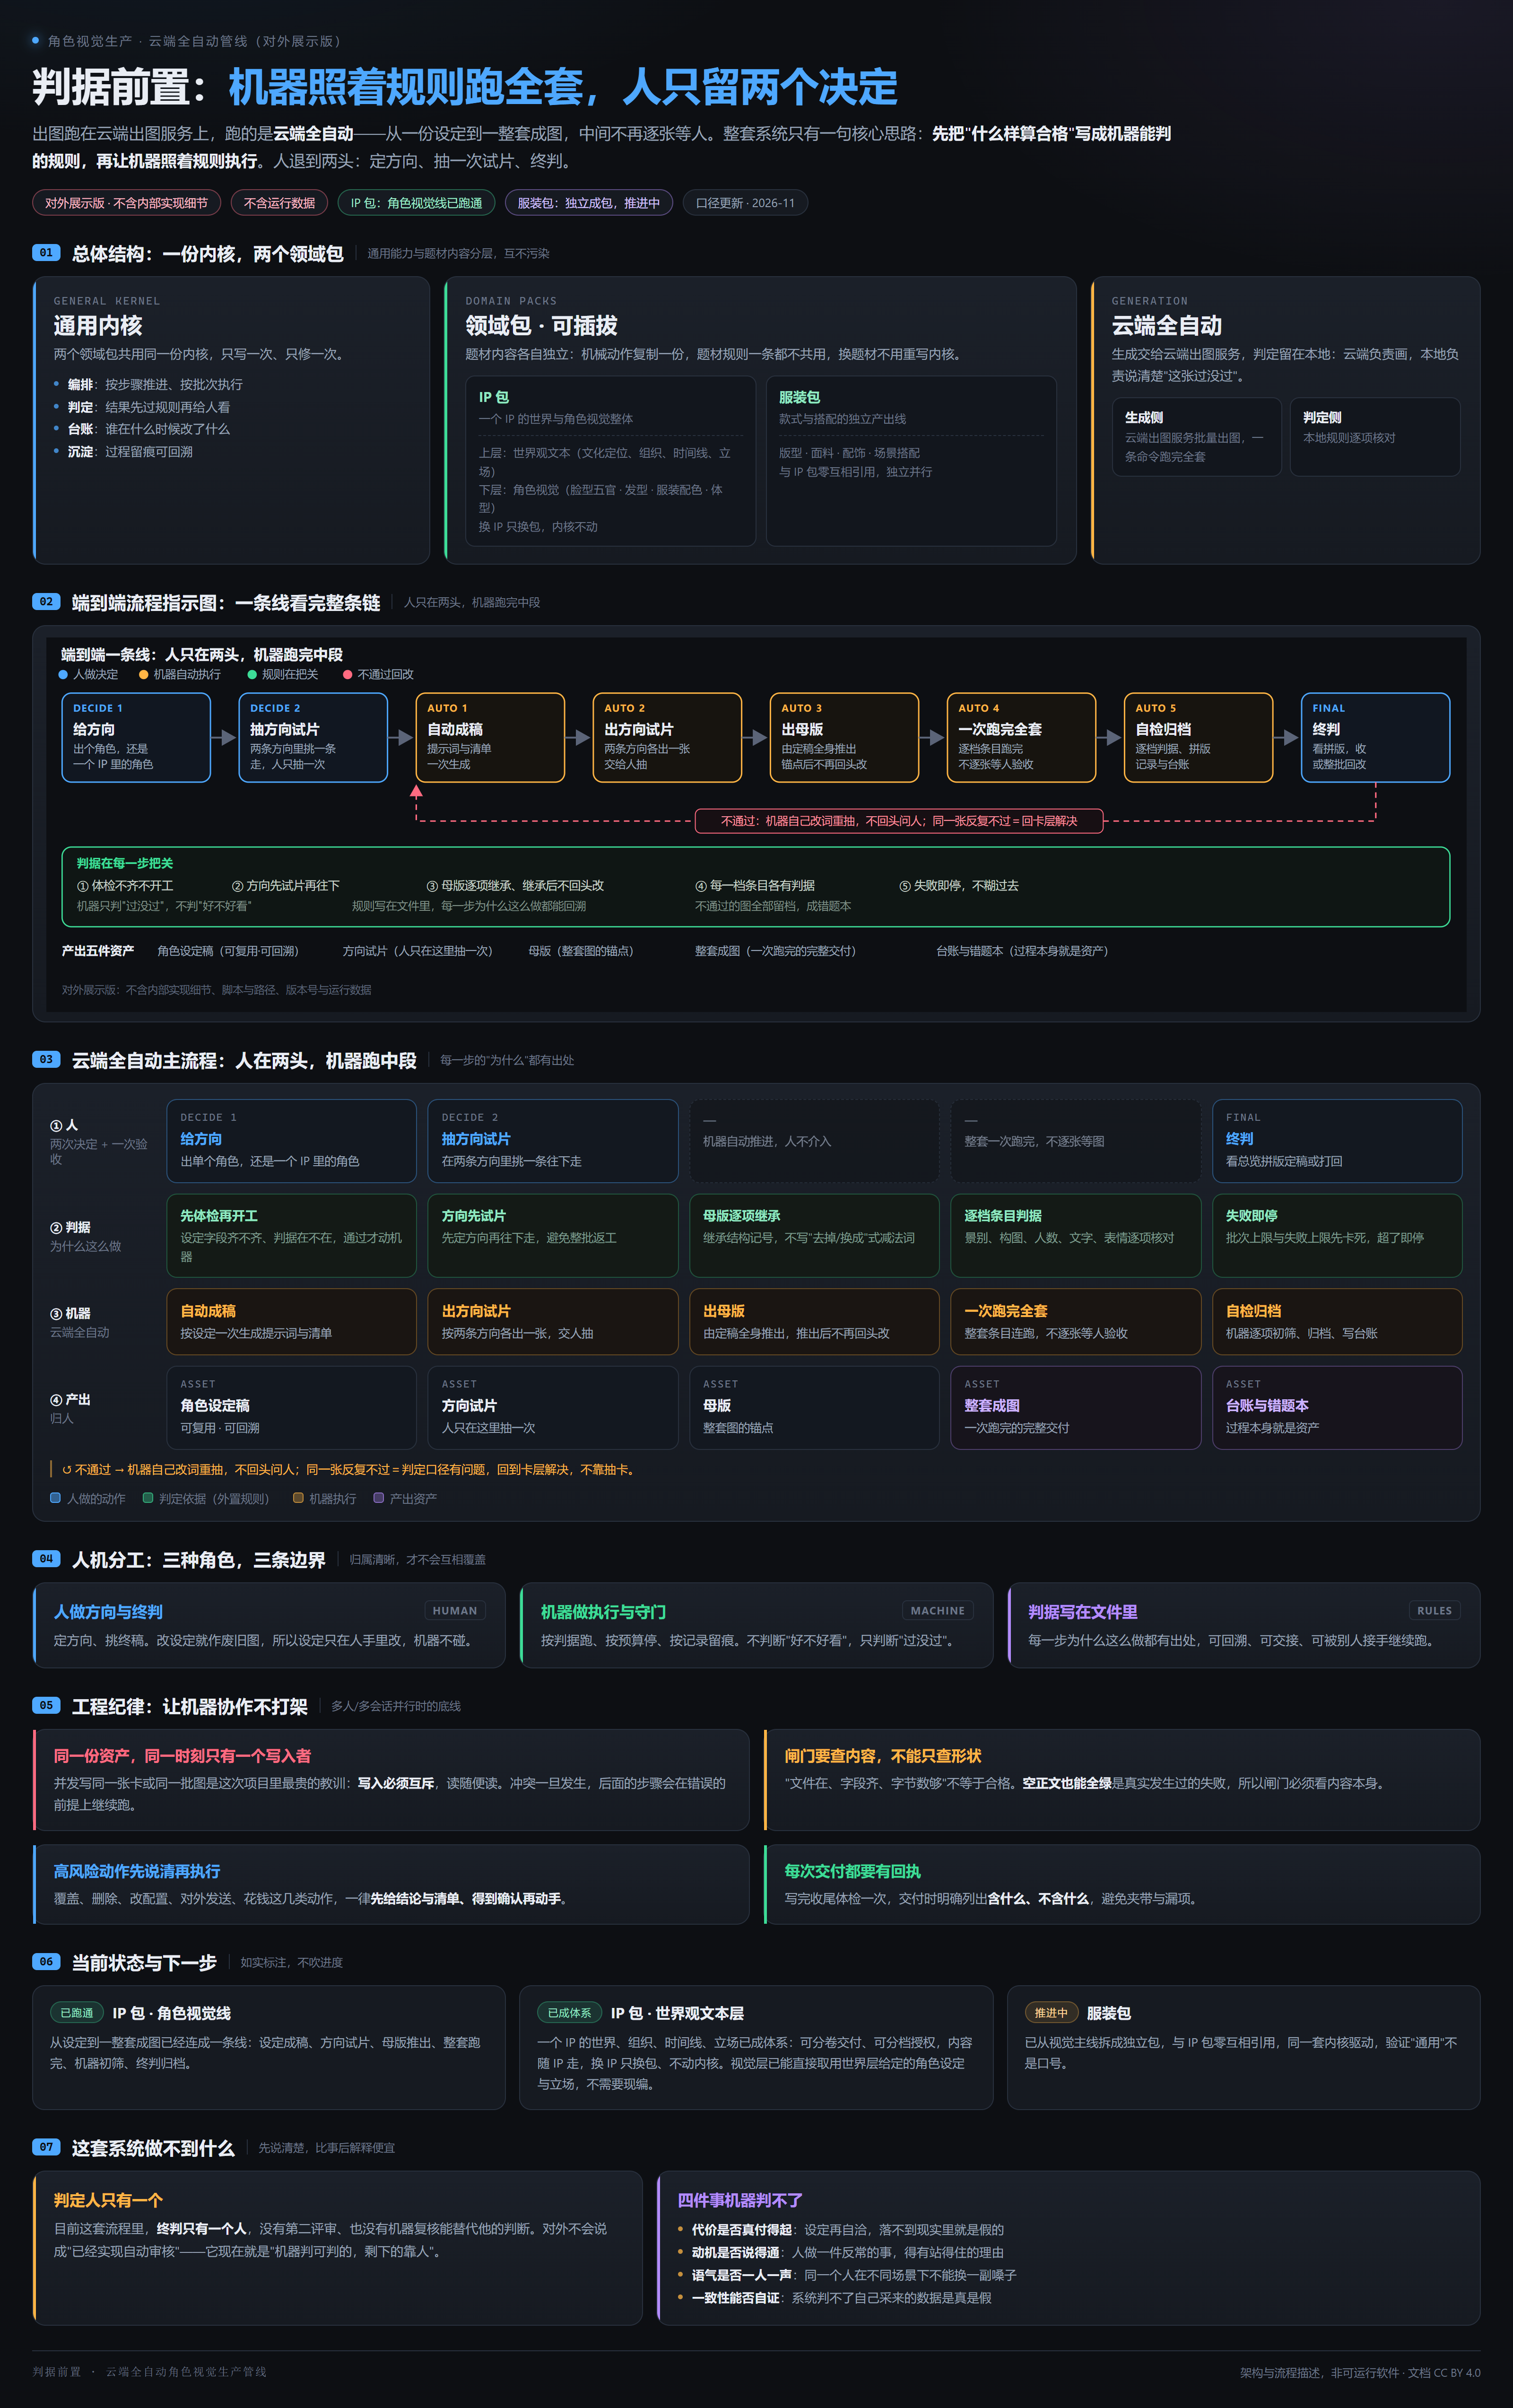 角色视觉生产 · 云端全自动管线（对外展示版）
判据前置：机器照着规则跑全套，人只留两个决定
出图跑在云端出图服务上，跑的是云端全自动——从一份设定到一整套成图，中间不再逐张等人。整套系统只有一句核心思路：先把"什么样算合格"写成机器能判
的规则，再让机器照着规则执行。人退到两头：定方向、抽一次试片、终判。
对外展示版 · 不含内部实现细节
不含运行数据
IP 包：角色视觉线已跑通
服装包：独立成包，推进中
口径更新 · 2026-11
01 总体结构：一份内核，两个领域包 通用能力与题材内容分层，互不污染
GENERAL KERNEL
通用内核
两个领域包共用同一份内核，只写一次、只修一次。
编排：按步骤推进、按批次执行
判定：结果先过规则再给人看
台账：谁在什么时候改了什么
沉淀：过程留痕可回溯
DOMAIN PACKS
领域包 · 可插拔
题材内容各自独立：机械动作复制一份，题材规则一条都不共用，换题材不用重写内核。
IP 包
一个 IP 的世界与角色视觉整体
上层：世界观文本（文化定位、组织、时间线、立
场）
下层：角色视觉（脸型五官 · 发型 · 服装配色 · 体
型）
换 IP 只换包，内核不动
服装包
款式与搭配的独立产出线
版型 · 面料 · 配饰 · 场景搭配
与 IP 包零互相引用，独立并行
GENERATION
云端全自动
生成交给云端出图服务，判定留在本地：云端负责画，本地负
责说清楚"这张过没过"。
生成侧
云端出图服务批量出图，一
条命令跑完全套
判定侧
本地规则逐项核对
02 端到端流程指示图：一条线看完整条链 人只在两头，机器跑完中段
端到端一条线：人只在两头，机器跑完中段
人做决定 机器自动执行 规则在把关 不通过回改
DECIDE 1
给方向
出个角色，还是
一个 IP 里的角色
DECIDE 2
抽方向试片
两条方向里挑一条
走，人只抽一次
AUTO 1
自动成稿
提示词与清单
一次生成
AUTO 2
出方向试片
两条方向各出一张
交给人抽
AUTO 3
出母版
由定稿全身推出
锚点后不再回头改
AUTO 4
一次跑完全套
逐档条目跑完
不逐张等人验收
AUTO 5
自检归档
逐档判据、拼版
记录与台账
FINAL
终判
看拼版，收
或整批回改
不通过：机器自己改词重抽，不回头问人；同一张反复不过 = 回卡层解决
判据在每一步把关
① 体检不齐不开工 ② 方向先试片再往下 ③ 母版逐项继承、继承后不回头改 ④ 每一档条目各有判据 ⑤ 失败即停，不糊过去
机器只判"过没过"，不判"好不好看" 规则写在文件里，每一步为什么这么做都能回溯 不通过的图全部留档，成错题本
产出五件资产 角色设定稿（可复用·可回溯） 方向试片（人只在这里抽一次） 母版（整套图的锚点） 整套成图（一次跑完的完整交付） 台账与错题本（过程本身就是资产）
对外展示版：不含内部实现细节、脚本与路径、版本号与运行数据
03 云端全自动主流程：人在两头，机器跑中段 每一步的"为什么"都有出处
① 人
两次决定 + 一次验
收
DECIDE 1
给方向
出单个角色，还是一个 IP 里的角色
DECIDE 2
抽方向试片
在两条方向里挑一条往下走
—
机器自动推进，人不介入
—
整套一次跑完，不逐张等图
FINAL
终判
看总览拼版定稿或打回
② 判据
为什么这么做
先体检再开工
设定字段齐不齐、判据在不在，通过才动机
器
方向先试片
先定方向再往下走，避免整批返工
母版逐项继承
继承结构记号，不写"去掉/换成"式减法词
逐档条目判据
景别、构图、人数、文字、表情逐项核对
失败即停
批次上限与失败上限先卡死，超了即停
③ 机器
云端全自动
自动成稿
按设定一次生成提示词与清单
出方向试片
按两条方向各出一张，交人抽
出母版
由定稿全身推出，推出后不再回头改
一次跑完全套
整套条目连跑，不逐张等人验收
自检归档
机器逐项初筛、归档、写台账
④ 产出
归人
ASSET
角色设定稿
可复用 · 可回溯
ASSET
方向试片
人只在这里抽一次
ASSET
母版
整套图的锚点
ASSET
整套成图
一次跑完的完整交付
ASSET
台账与错题本
过程本身就是资产
↺ 不通过 → 机器自己改词重抽，不回头问人；同一张反复不过 = 判定口径有问题，回到卡层解决，不靠抽卡。
人做的动作 判定依据（外置规则） 机器执行 产出资产
04 人机分工：三种角色，三条边界 归属清晰，才不会互相覆盖
人做方向与终判 HUMAN
定方向、挑终稿。改设定就作废旧图，所以设定只在人手里改，机器不碰。
机器做执行与守门 MACHINE
按判据跑、按预算停、按记录留痕。不判断"好不好看"，只判断"过没过"。
判据写在文件里 RULES
每一步为什么这么做都有出处，可回溯、可交接、可被别人接手继续跑。
05 工程纪律：让机器协作不打架 多人/多会话并行时的底线
同一份资产，同一时刻只有一个写入者
并发写同一张卡或同一批图是这次项目里最贵的教训：写入必须互斥，读随便读。冲突一旦发生，后面的步骤会在错误的
前提上继续跑。
闸门要查内容，不能只查形状
"文件在、字段齐、字节数够"不等于合格。空正文也能全绿是真实发生过的失败，所以闸门必须看内容本身。
高风险动作先说清再执行
覆盖、删除、改配置、对外发送、花钱这几类动作，一律先给结论与清单、得到确认再动手。
每次交付都要有回执
写完收尾体检一次，交付时明确列出含什么、不含什么，避免夹带与漏项。
06 当前状态与下一步 如实标注，不吹进度
已跑通 IP 包 · 角色视觉线
从设定到一整套成图已经连成一条线：设定成稿、方向试片、母版推出、整套跑
完、机器初筛、终判归档。
已成体系 IP 包 · 世界观文本层
一个 IP 的世界、组织、时间线、立场已成体系：可分卷交付、可分档授权，内容
随 IP 走，换 IP 只换包、不动内核。视觉层已能直接取用世界层给定的角色设定
与立场，不需要现编。
推进中 服装包
已从视觉主线拆成独立包，与 IP 包零互相引用，同一套内核驱动，验证"通用"不
是口号。
07 这套系统做不到什么 先说清楚，比事后解释便宜
判定人只有一个
目前这套流程里，终判只有一个人，没有第二评审、也没有机器复核能替代他的判断。对外不会说
成"已经实现自动审核"——它现在就是"机器判可判的，剩下的靠人"。
四件事机器判不了
代价是否真付得起：设定再自洽，落不到现实里就是假的
动机是否说得通：人做一件反常的事，得有站得住的理由
语气是否一人一声：同一个人在不同场景下不能换一副嗓子
一致性能否自证：系统判不了自己采来的数据是真是假
判据前置 · 云端全自动角色视觉生产管线
架构与流程描述，非可运行软件 · 文档 CC BY 4.0